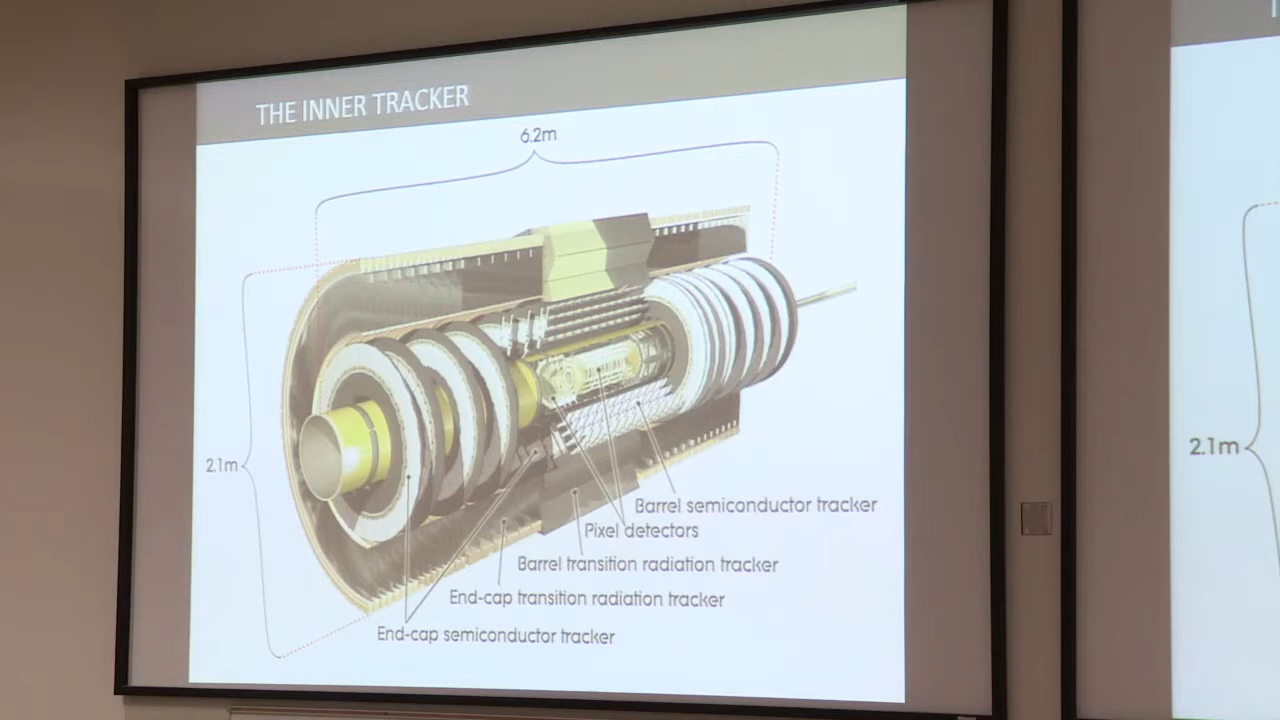 THE INNER TRACKER
6.2m
2.1m
Barrel semiconductor tracker
Pixel detectors
Barrel transition radiation tracker
End-cap transition radiation tracker
End-cap semiconductor tracker
2.1m